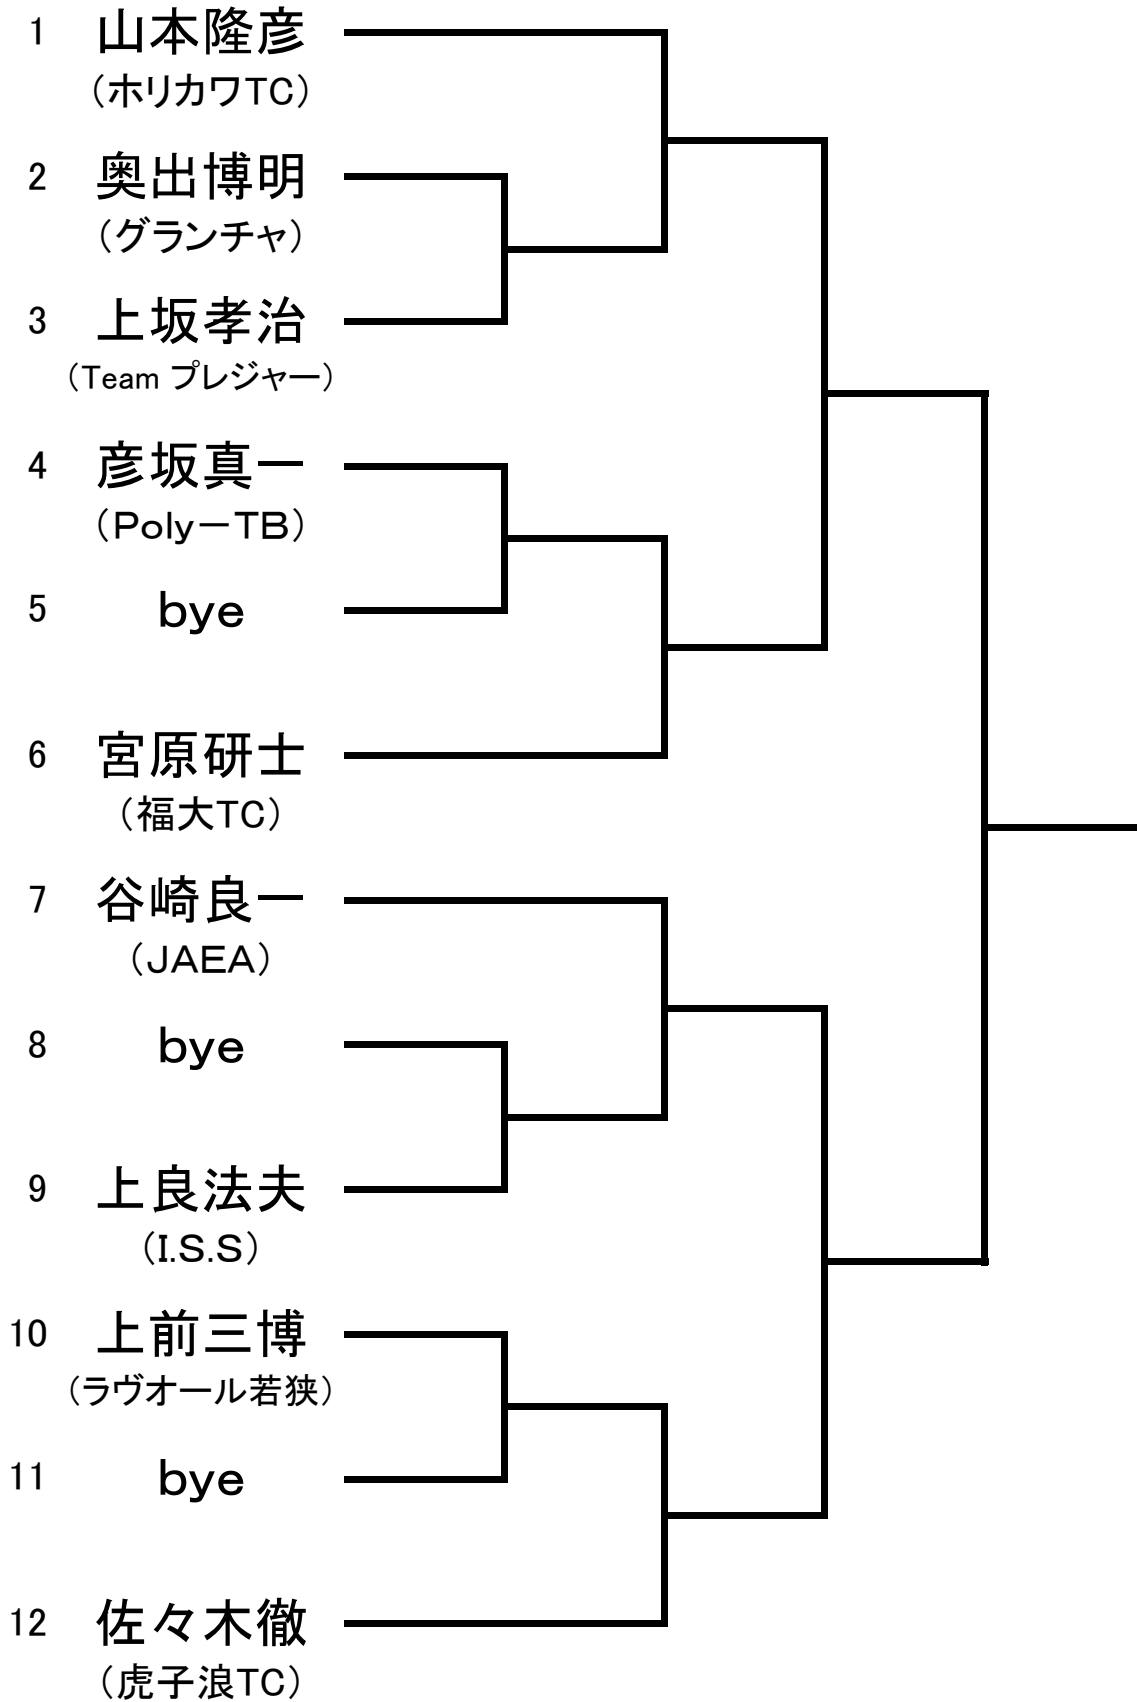 1 山本隆彦
(ホリカワTC)
2 奥出博明
(グランチャ)
3 上坂孝治
(Team プレジャー)
4 彦坂真一
(Poly-TB)
5 bye
6 宮原研士
(福大TC)
7 谷崎良一
(JAEA)
8 bye
9 上良法夫
(I.S.S)
10 上前三博
(ラヴオール若狭)
11 bye
12 佐々木徹
(虎子浪TC)